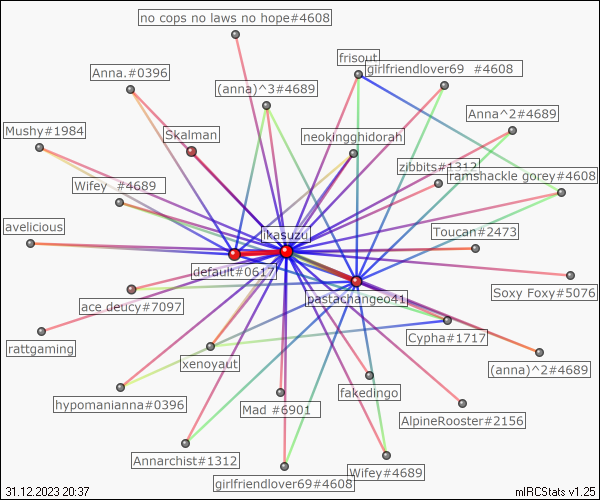 no cops no laws no hope#4608
frisout
girlfriendlover69 #4608
Anna.#0396
(anna)^3#4689
Anna^2#4689
Mushy#1984
Skalman
neokingghidorah
zibbits#1312
ramshackle gorey#4608
Wifey #4689
avelicious
jkasuzu
Toucan#2473
default#0617
Soxy Foxy#5076
ace deucy#7097
pastachangeo41
rattgaming
Cypha#1717
xenoyaut
(anna)^2#4689
hypomanianna#0396
Mad #6901
fakedingo
AlpineRooster#2156
Annarchist#1312
girlfriendlover69#4608
Wifey#4689
31.12.2023 20:37
mIRCStats v1.25